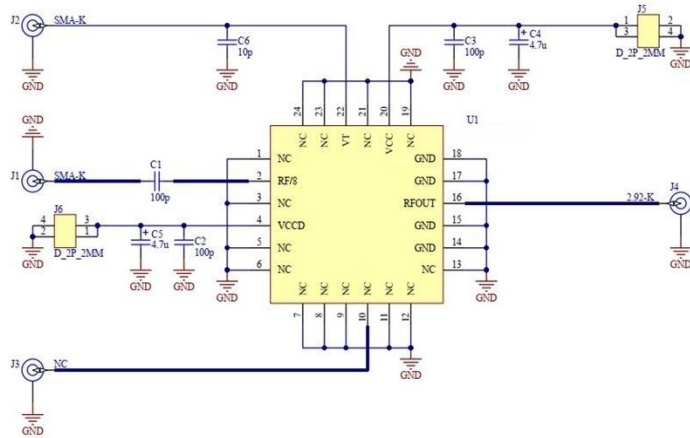 J2
SMA-K
C6
10p
GND
GND
C3
100p
GND
C4
4.7u
GND
J5
1
3
2
4
D_2P_2MM
GND
GND
24
23
22
21
20
19
NC
NC
VT
NC
VCC
NC
U1
GND
J1
SMA-K
C1
100p
1
NC
2
RF/8
3
NC
4
VCCD
5
NC
6
NC
GND
18
GND
17
RFOUT
16
GND
15
GND
14
NC
13
2.92-K
J4
GND
J6
4
2
3
1
D_2P_2MM
GND
C5
4.7u
GND
C2
100p
GND
GND
GND
NC
NC
NC
NC
NC
NC
7
8
9
10
11
12
GND
J3
NC
GND